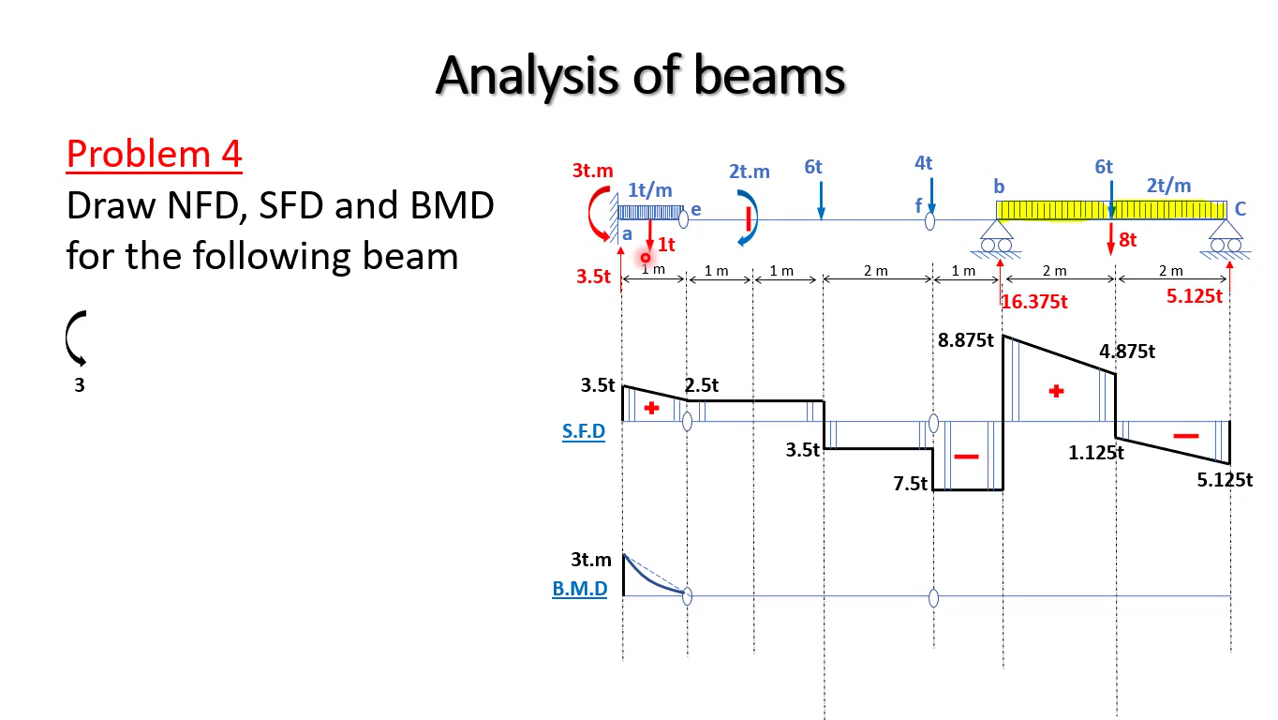 Analysis of beams
Problem 4
Draw NFD, SFD and BMD
for the following beam
3
3t.m
1t/m
2t.m
6t
4t
6t
2t/m
a
e
f
b
C
1t
8t
3.5t
1 m
1 m
1 m
2 m
1 m
2 m
2 m
16.375t
5.125t
8.875t
4.875t
3.5t
2.5t
+
+
S.F.D
3.5t
7.5t
1.125t
5.125t
3t.m
B.M.D